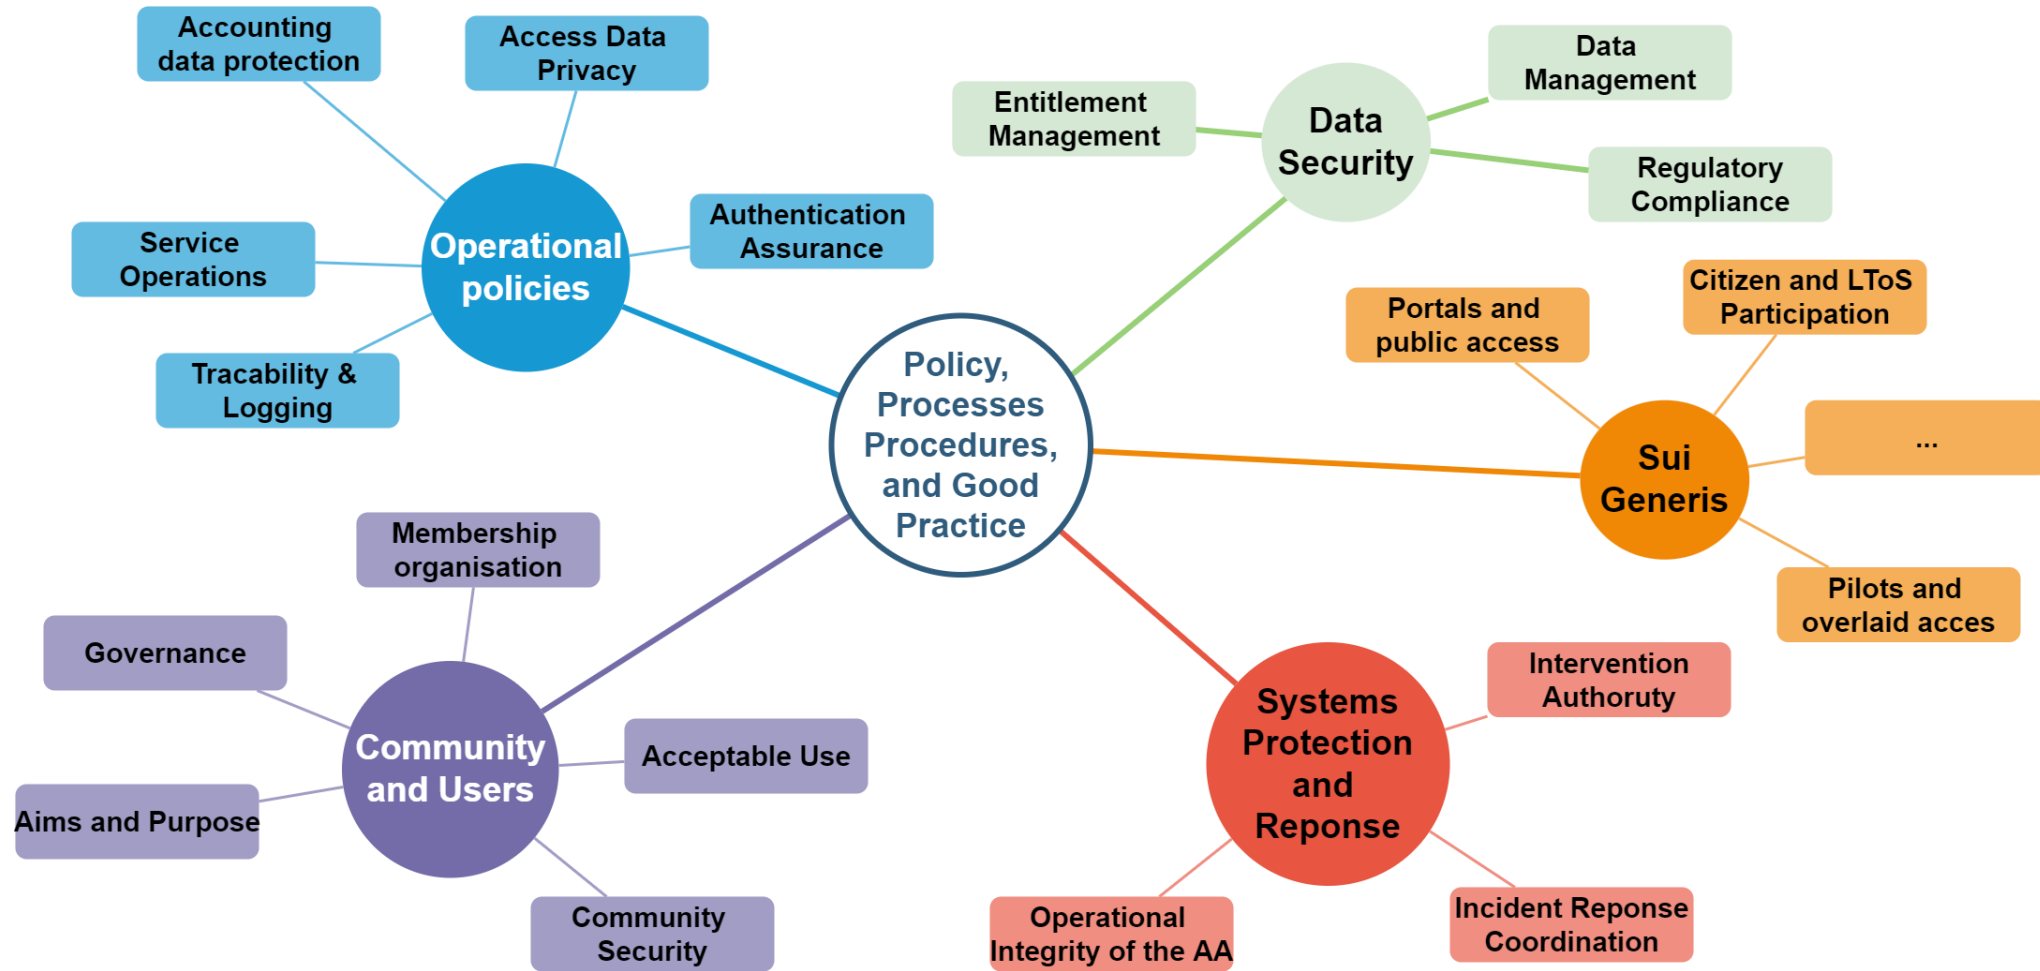 Accounting
data protection
Access Data
Privacy
Service
Operations
Operational
policies
Authentication
Assurance
Tracability &
Logging
Entitlement
Management
Data
Security
Data
Management
Regulatory
Compliance
Policy,
Processes
Procedures,
and Good
Practice
Portals and
public access
Citizen and LToS
Participation
Sui
Generis
...
Pilots and
overlaid acces
Membership
organisation
Governance
Community
and Users
Acceptable Use
Aims and Purpose
Community
Security
Systems
Protection
and
Reponse
Intervention
Authoruty
Operational
Integrity of the AA
Incident Reponse
Coordination